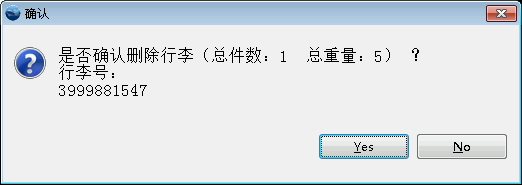 确认
是否确认删除行李（总件数：1  总重量：5） ？
行李号：
3999881547
Yes
No